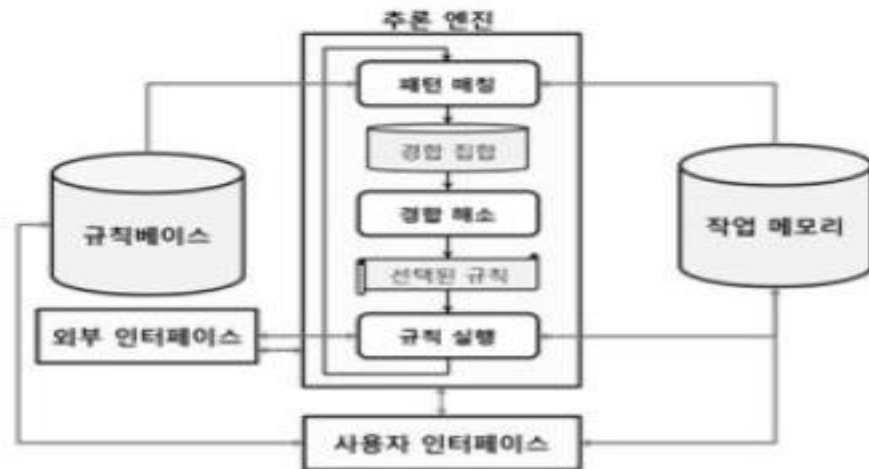 추론 엔진
패턴 매칭
경합 집합
규칙베이스
경합 해소
작업 메모리
선택된 규칙
외부 인터페이스
규칙 실행
사용자 인터페이스